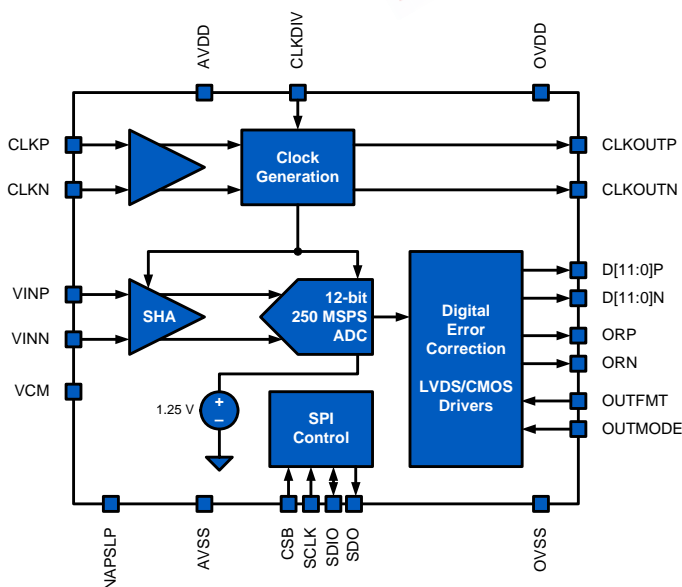 AVDD
CLKDIV
OVDD
CLKP
CLKN
Clock
Generation
CLKOUTP
CLKOUTN
VINP
VINN
SHA
12-bit
250 MSPS
ADC
Digital
Error
Correction
LVDS/CMOS
Drivers
D[11:0]P
D[11:0]N
ORP
ORN
OUTFMT
OUTMODE
VCM
1.25 V
+
–
SPI
Control
NAPSLP
AVSS
CSB
SCLK
SDIO
SDO
OVSS